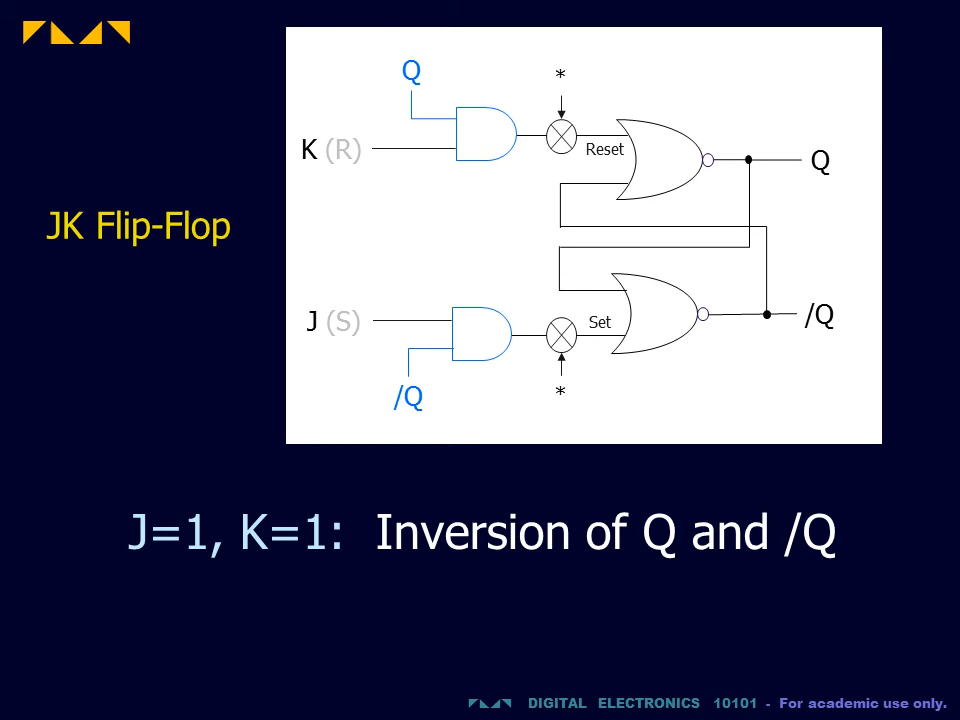 Q
*
K (R)
Reset
Q
JK Flip-Flop
J (S)
Set
/Q
/Q
*
J=1, K=1: Inversion of Q and /Q
DIGITAL ELECTRONICS 10101 - For academic use only.